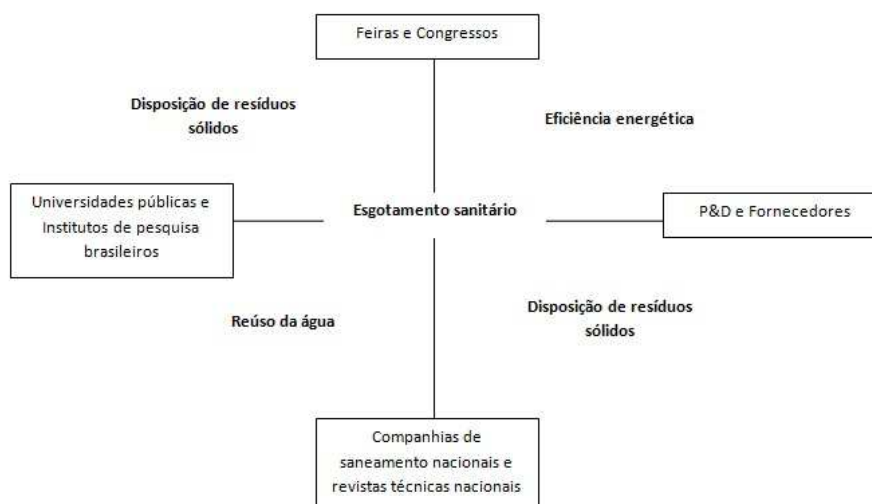 Feiras e Congressos
Disposição de resíduos
sólidos
Eficiência energética
Universidades públicas e
Institutos de pesquisa
brasileiros
Esgotamento sanitário
P&D e Fornecedores
Reúso da água
Disposição de resíduos
sólidos
Companhias de
saneamento nacionais e
revistas técnicas nacionais